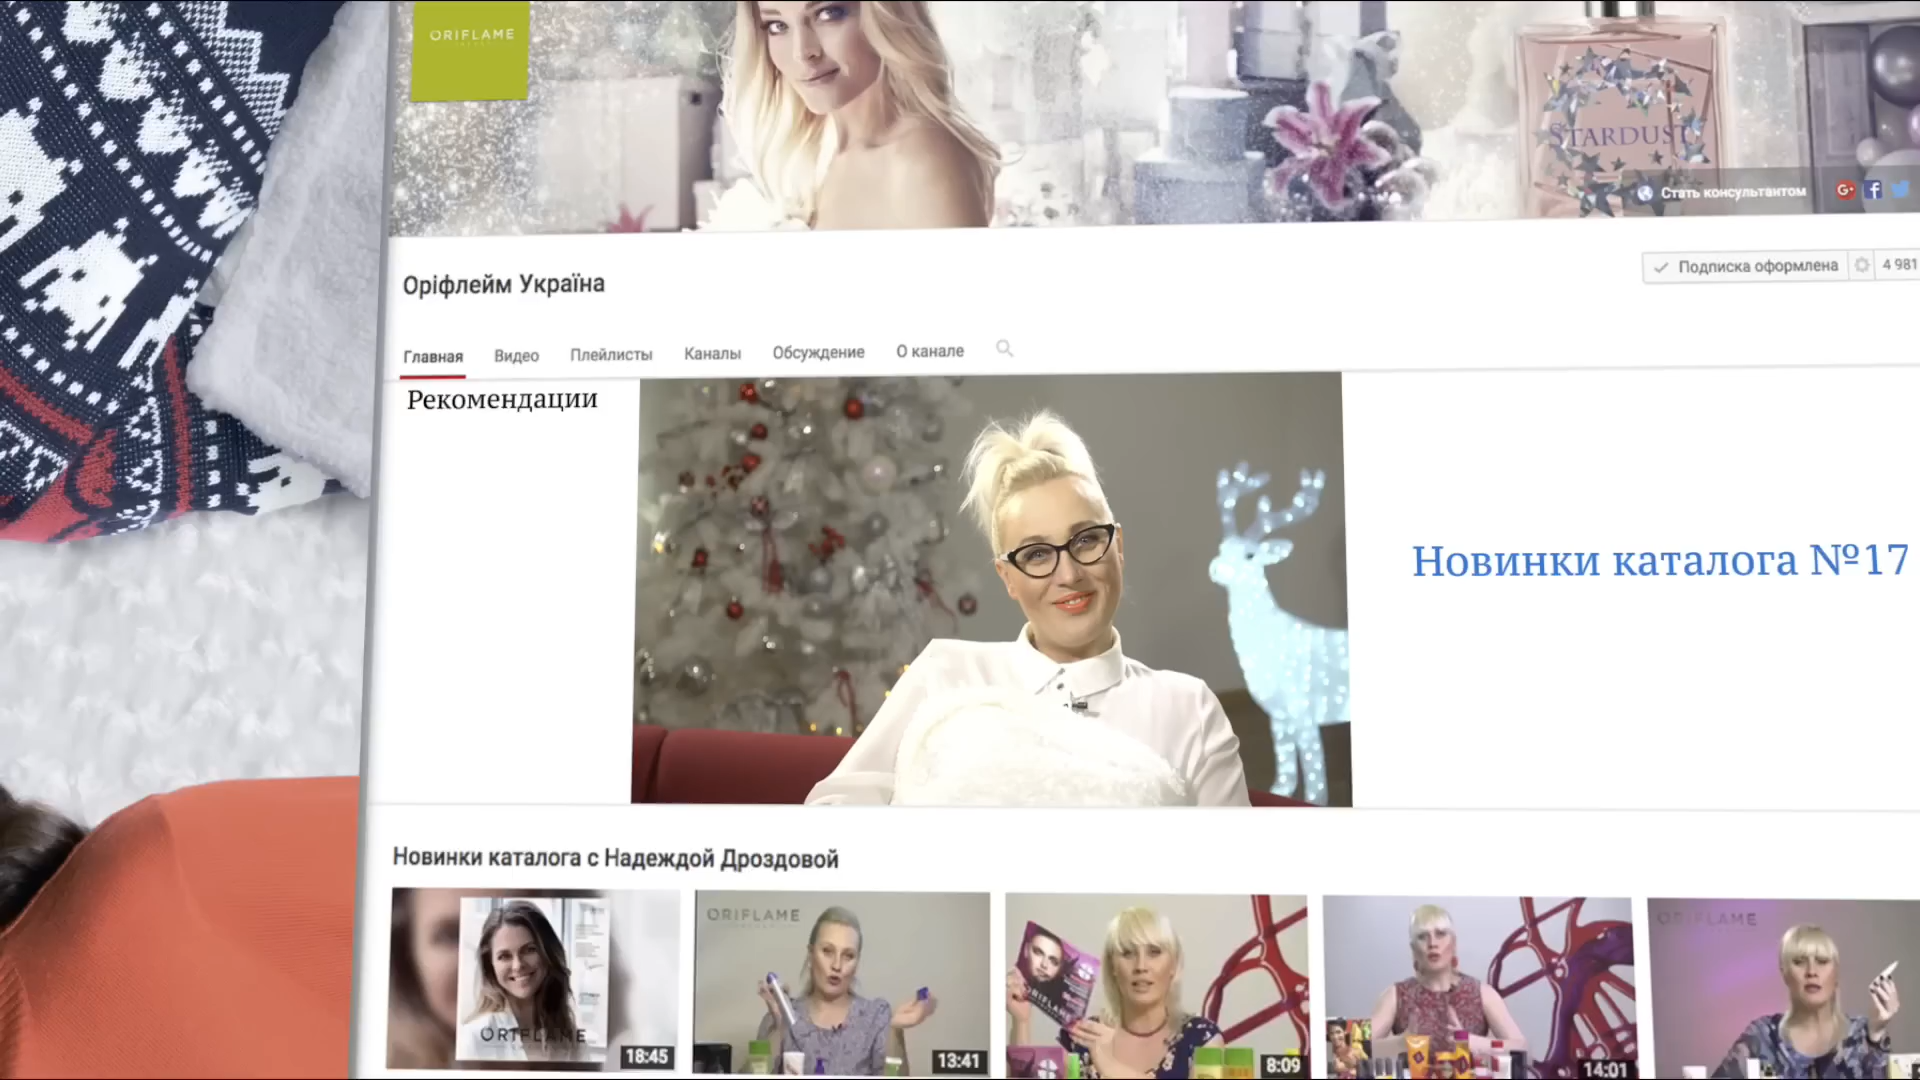 ORIFLAME
STARDUST
Стать консультантом
Оріфлейм Україна
Подписка оформлена
4 981
Главная
Видео
Плейлисты
Каналы
Обсуждение
О канале
Рекомендации
Новинки каталога №17
Новинки каталога с Надеждой Дроздовой
ORIFLAME
18:45
ORIFLAME
13:41
ORIFLAME
8:09
14:01
ORIFLAME